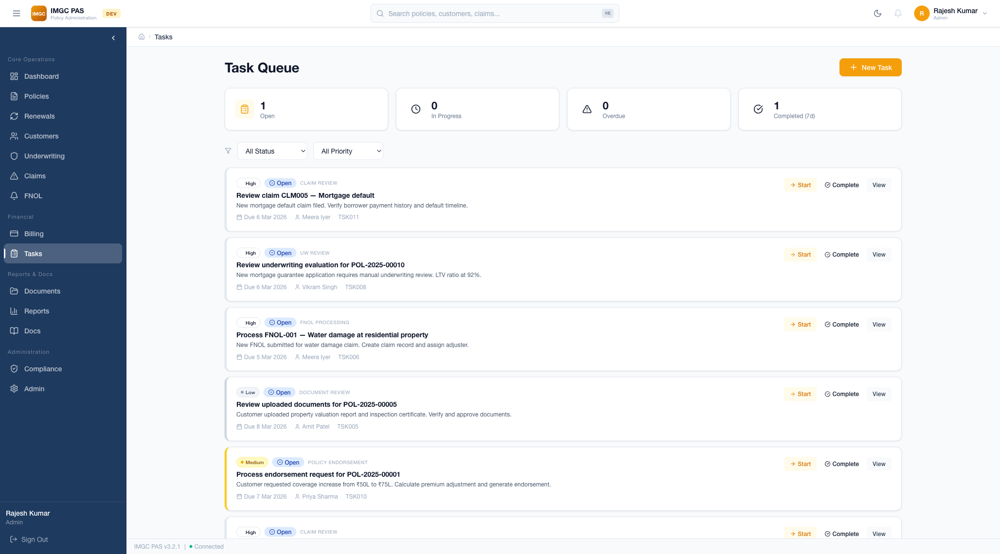 IMGC
IMGC PAS
Policy Administration
DEV
Search policies, customers, claims...
⌘K
R
Rajesh Kumar
Admin
Core Operations
Dashboard
Policies
Renewals
Customers
Underwriting
Claims
FNOL
Financial
Billing
Tasks
Reports & Docs
Documents
Reports
Docs
Administration
Compliance
Admin
Rajesh Kumar
Admin
Sign Out
Tasks
Task Queue
New Task
1
Open
0
In Progress
0
Overdue
1
Completed (7d)
All Status
All Priority
High Open CLAIM REVIEW
Review claim CLM005 — Mortgage default
New mortgage default claim filed. Verify borrower payment history and default timeline.
Due 6 Mar 2026 Meera Iyer TSK011
Start Complete View
High Open UW REVIEW
Review underwriting evaluation for POL-2025-00010
New mortgage guarantee application requires manual underwriting review. LTV ratio at 92%.
Due 6 Mar 2026 Vikram Singh TSK008
Start Complete View
High Open FNOL PROCESSING
Process FNOL-001 — Water damage at residential property
New FNOL submitted for water damage claim. Create claim record and assign adjuster.
Due 5 Mar 2026 Meera Iyer TSK006
Start Complete View
Low Open DOCUMENT REVIEW
Review uploaded documents for POL-2025-00005
Customer uploaded property valuation report and inspection certificate. Verify and approve documents.
Due 8 Mar 2026 Amit Patel TSK005
Start Complete View
Medium Open POLICY ENDORSEMENT
Process endorsement request for POL-2025-00001
Customer requested coverage increase from ₹50L to ₹75L. Calculate premium adjustment and generate endorsement.
Due 7 Mar 2026 Priya Sharma TSK010
Start Complete View
High Open CLAIM REVIEW
Start Complete View
IMGC PAS v3.2.1 | Connected